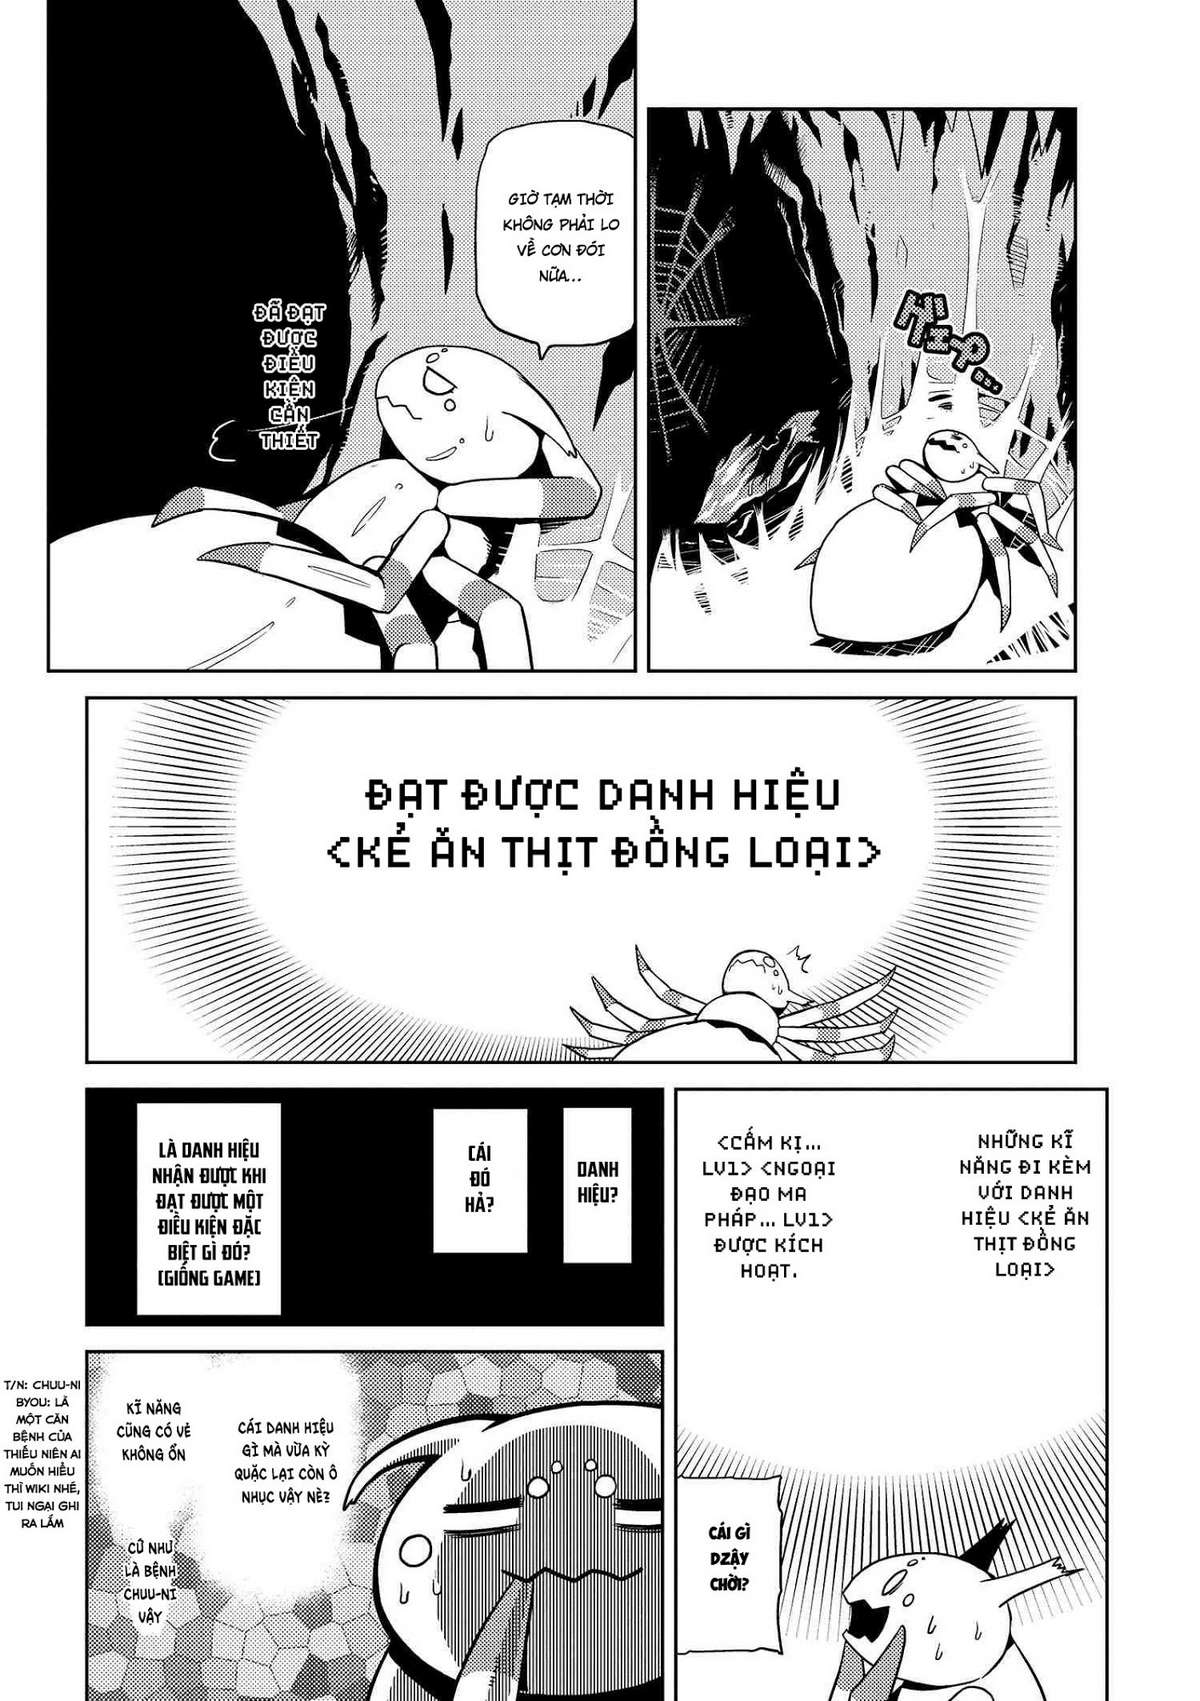 GIỜ TẠM THỜI
KHÔNG PHẢI LO
VỀ CƠN ĐÓI
NỮA...
ĐÃ ĐẠT
ĐƯỢC
ĐIỀU
KIỆN
CẦN
THIẾT
ĐẠT ĐƯỢC DANH HIỆU
<KẺ ĂN THỊT ĐỒNG LOẠI>
NHỮNG KĨ
NĂNG ĐI KÈM
VỚI DANH
HIỆU <KẺ ĂN
THỊT ĐỒNG
LOẠI>
<CẤM KỊ...
LV1> <NGOẠI
ĐẠO MA
PHÁP... LV1>
ĐƯỢC KÍCH
HOẠT.
CÁI GÌ
DZẬY
CHỜI?
DANH
HIỆU?
CÁI
ĐÓ
HẢ?
LÀ DANH HIỆU
NHẬN ĐƯỢC KHI
ĐẠT ĐƯỢC MỘT
ĐIỀU KIỆN ĐẶC
BIỆT GÌ ĐÓ?
[GIỐNG GAME]
CÁI DANH HIỆU
GÌ MÀ VỪA KỲ
QUẶC LẠI CÒN Ô
NHỤC VẬY NÈ?
KĨ NĂNG
CŨNG CÓ VẺ
KHÔNG ỔN
CỨ NHƯ
LÀ BỆNH
CHUU-NI
VẬY
T/N: CHUU-NI
BYOU: LÀ
MỘT CĂN
BỆNH CỦA
THIẾU NIÊN AI
MUỐN HIỂU
THÌ WIKI NHÉ,
TUI NGẠI GHI
RA LẮM